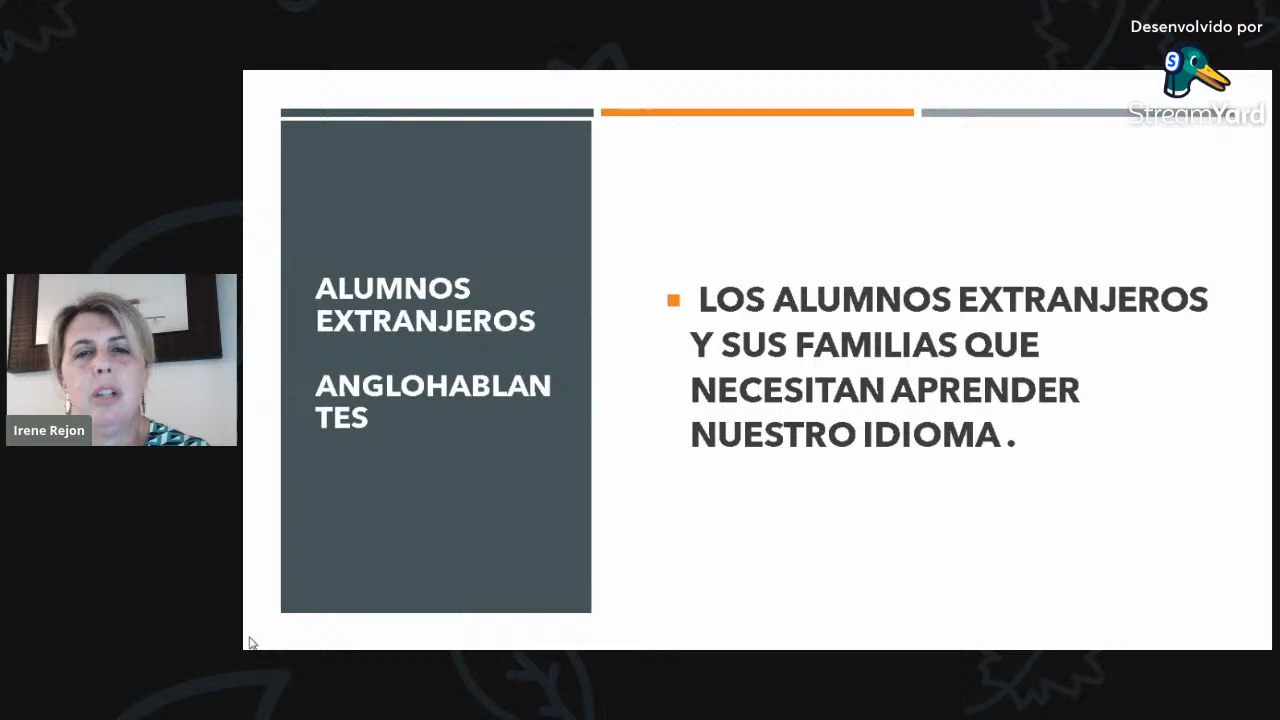 Desenvolvido por
S
StreamYard
ALUMNOS
EXTRANJEROS
ANGLOHABLAN
TES
LOS ALUMNOS EXTRANJEROS
Y SUS FAMILIAS QUE
NECESITAN APRENDER
NUESTRO IDIOMA .
Irene Rejon